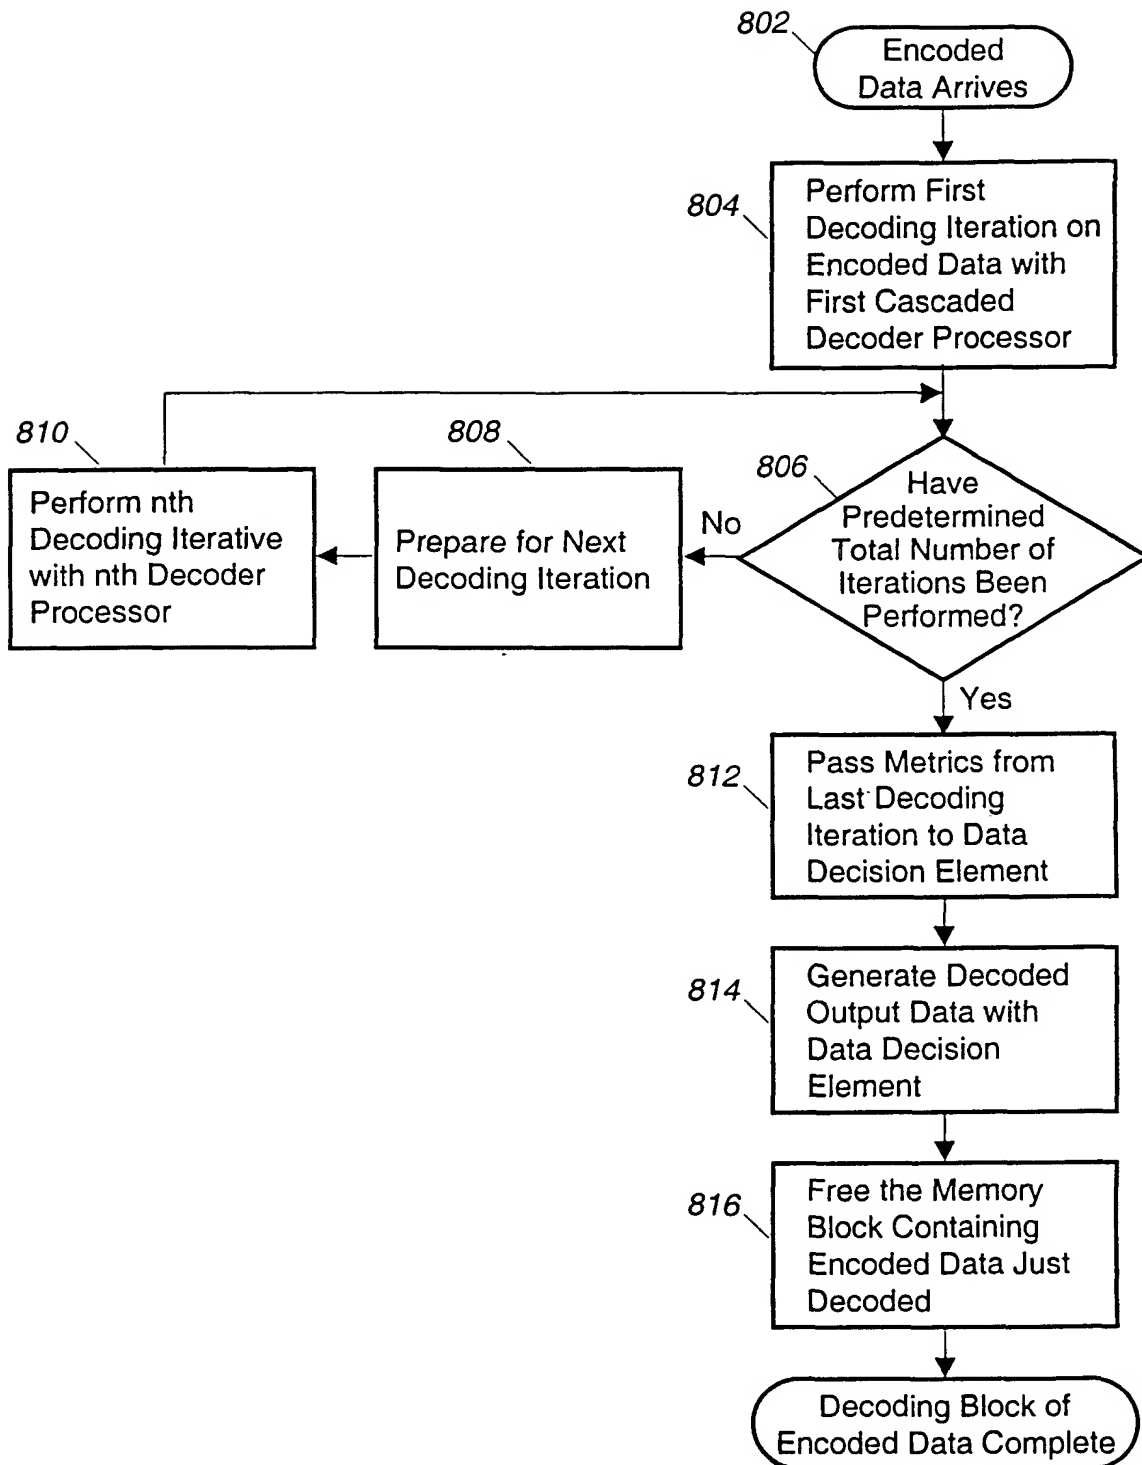 802
Encoded
Data Arrives
804
Perform First
Decoding Iteration on
Encoded Data with
First Cascaded
Decoder Processor
810
Perform nth
Decoding Iterative
with nth Decoder
Processor
808
Prepare for Next
Decoding Iteration
No
806
Have
Predetermined
Total Number of
Iterations Been
Performed?
Yes
812
Pass Metrics from
Last Decoding
Iteration to Data
Decision Element
814
Generate Decoded
Output Data with
Data Decision
Element
816
Free the Memory
Block Containing
Encoded Data Just
Decoded
Decoding Block of
Encoded Data Complete